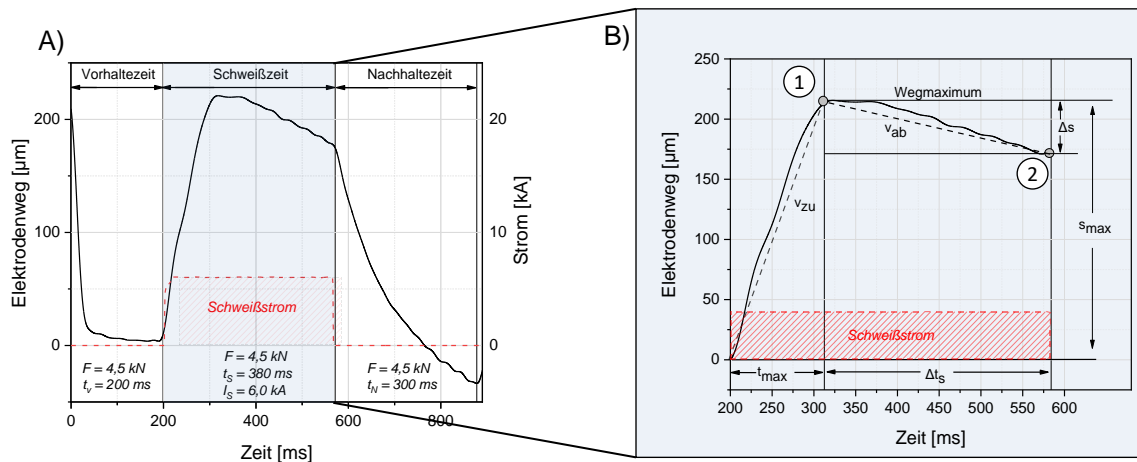 A)
Vorhaltezeit
Schweißzeit
Nachhaltezeit
Elektrodenweg [µm]
200
100
0
Strom [kA]
20
10
0
Schweißstrom
F = 4,5 kN
t_v = 200 ms
F = 4,5 kN
t_S = 380 ms
I_S = 6,0 kA
F = 4,5 kN
t_N = 300 ms
0
200
400
600
800
Zeit [ms]
B)
Elektrodenweg [µm]
250
200
150
100
50
0
1
Wegmaximum
v_ab
Δs
2
v_zu
s_max
Schweißstrom
t_max
Δt_s
200
250
300
350
400
450
500
550
600
Zeit [ms]